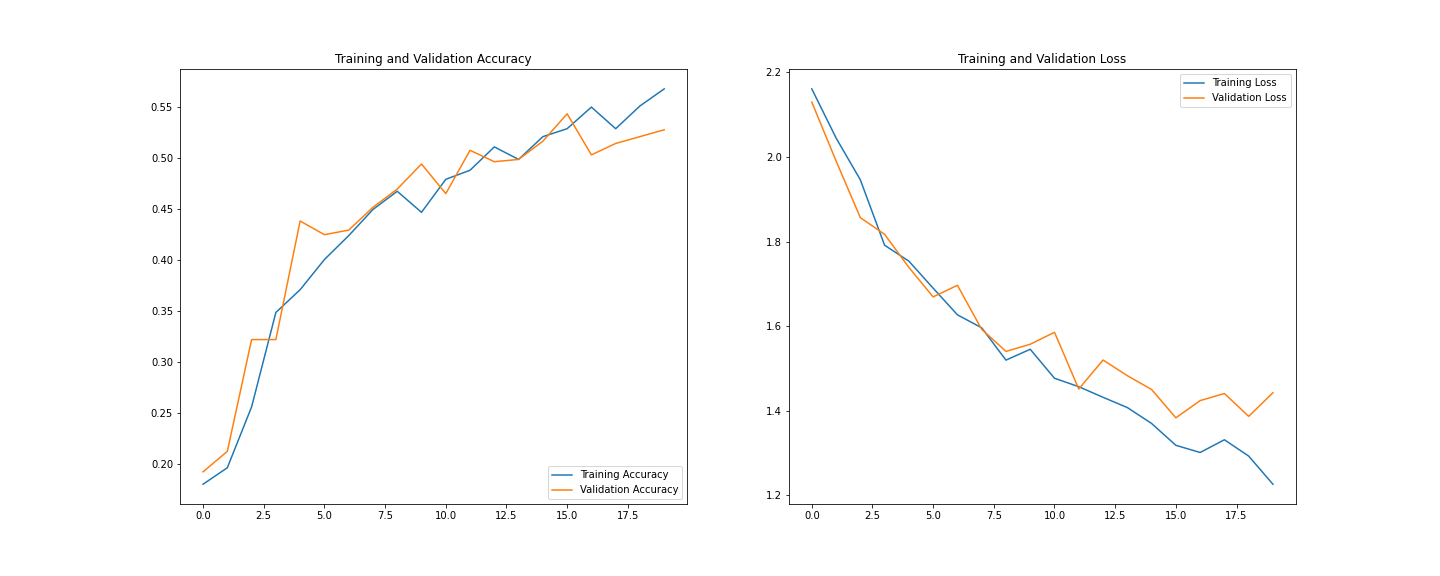 Training and Validation Accuracy
0.55
0.50
0.45
0.40
0.35
0.30
0.25
0.20
Training Accuracy
Validation Accuracy
0.0 2.5 5.0 7.5 10.0 12.5 15.0 17.5
Training and Validation Loss
2.2
2.0
1.8
1.6
1.4
1.2
Training Loss
Validation Loss
0.0 2.5 5.0 7.5 10.0 12.5 15.0 17.5